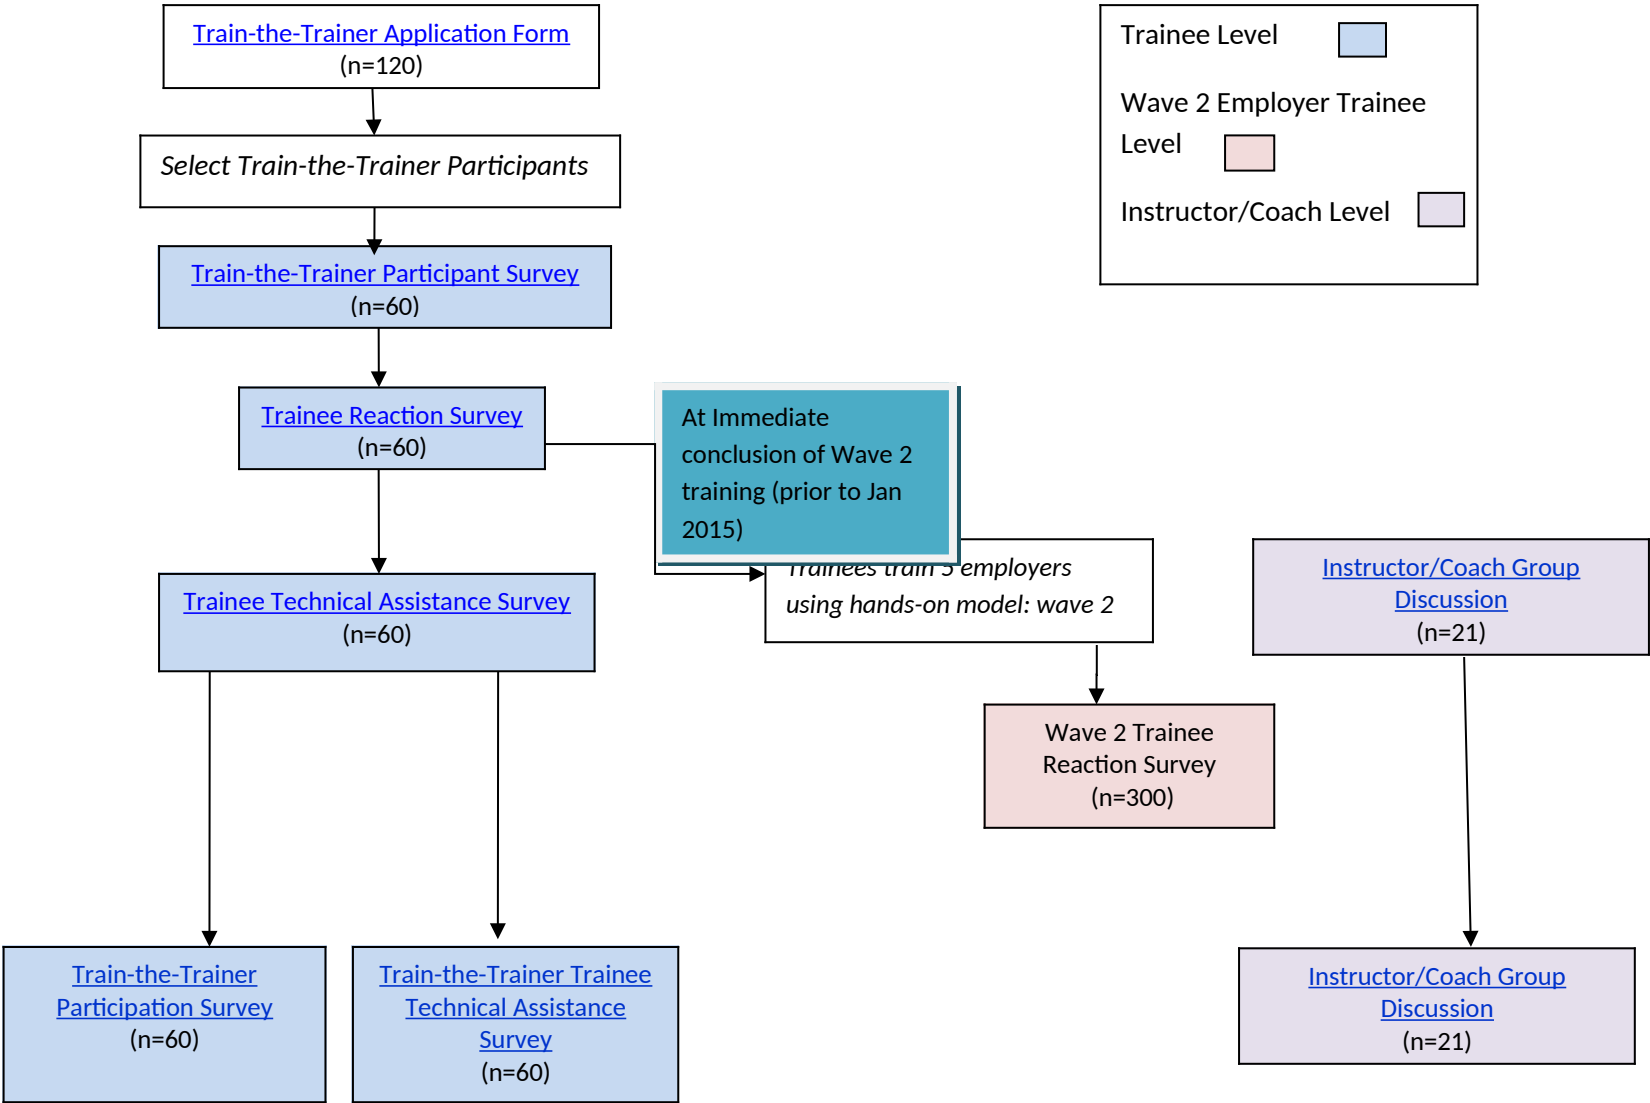 Train-the-Trainer Application Form
(n=120)
Select Train-the-Trainer Participants
Train-the-Trainer Participant Survey
(n=60)
Trainee Reaction Survey
(n=60)
Trainee Technical Assistance Survey
(n=60)
Train-the-Trainer
Participation Survey
(n=60)
Train-the-Trainer Trainee
Technical Assistance
Survey
(n=60)
At Immediate
conclusion of Wave 2
training (prior to Jan
2015)
Trainees train 5 employers
using hands-on model: wave 2
Wave 2 Trainee
Reaction Survey
(n=300)
Trainee Level
Wave 2 Employer Trainee
Level
Instructor/Coach Level
Instructor/Coach Group
Discussion
(n=21)
Instructor/Coach Group
Discussion
(n=21)